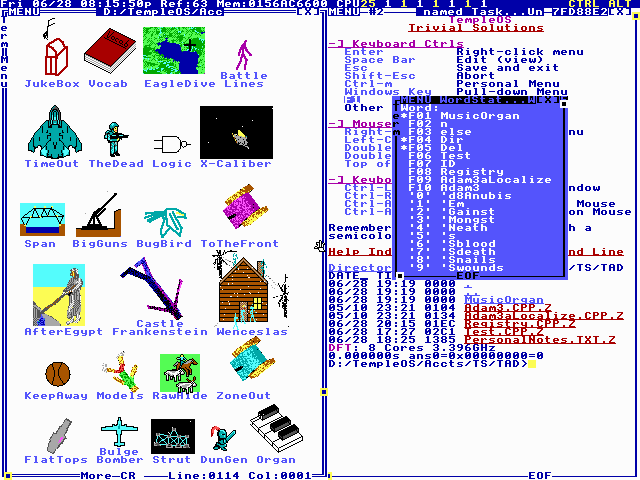 Fri 06/28 08:15:50p Ref:63 Mem:0156AC6600 CPU25 1 1 1 1 1 1 1 CTRL ALT
MENU D:/TempleOS/Acc [X]
Term Menu
JukeBox Vocab EagleDive Battle Lines
TimeOut TheDead Logic X-Caliber
Span BigGuns BugBird ToTheFront
AfterEgypt Castle Frankenstein Wenceslas
KeepAway Models RawHide ZoneOut
FlatTops Bulge Bomber Strut DunGen Organ
More-CR Line:0114 Col:0001
MENU #2 named Task...Un 7FD88E2[X]
TempleOS
Trivial Solutions
-] Keyboard Ctrls
Enter Right-click menu
Space Bar Edit (view)
Esc Save and exit
Shift-Esc Abort
Ctrl-m Personal Menu
Windows Key Pull-down Menu
F1
Other
-] Mouse
Right-m
Left-C
Double
Double
Top of
-] Keybo
Ctrl-L ndow
Ctrl-R Mouse
Ctrl-A on Mouse
Remembe h a
semicolo
Help Ind nd Line
Director /TS/TAD
MENU WordStat...W[X]
Word:
*F01 MusicOrgan
F02 n
F03 else
*F04 Dir
*F05 Del
F06 Test
F07 ID
F08 Registry
F09 Adam3Localize
F10 Adam3
'0' 'd8Anubis
'1' 'Em
'2' 'Gainst
'3' 'Mongst
'4' 'Neath
'5' 's
'6' 'Sblood
'7' 'Sdeath
'8' 'Snails
'9' 'Swounds
EOF
DATE TI
06/28 19:19 0000 .
06/28 19:19 0000 ..
06/28 19:19 0000 MusicOrgan
05/10 23:21 0104 Adam3.CPP.Z
05/10 23:21 0134 Adam3Localize.CPP.Z
06/28 20:15 01EC Registry.CPP.Z
06/28 17:27 02C1 Test.CPP.Z
06/28 18:25 1385 PersonalNotes.TXT.Z
DFT: 8 Cores 3.396GHz
0.000000s ans0=0x00000000=0
D:/TempleOS/Accts/TS/TAD>
EOF